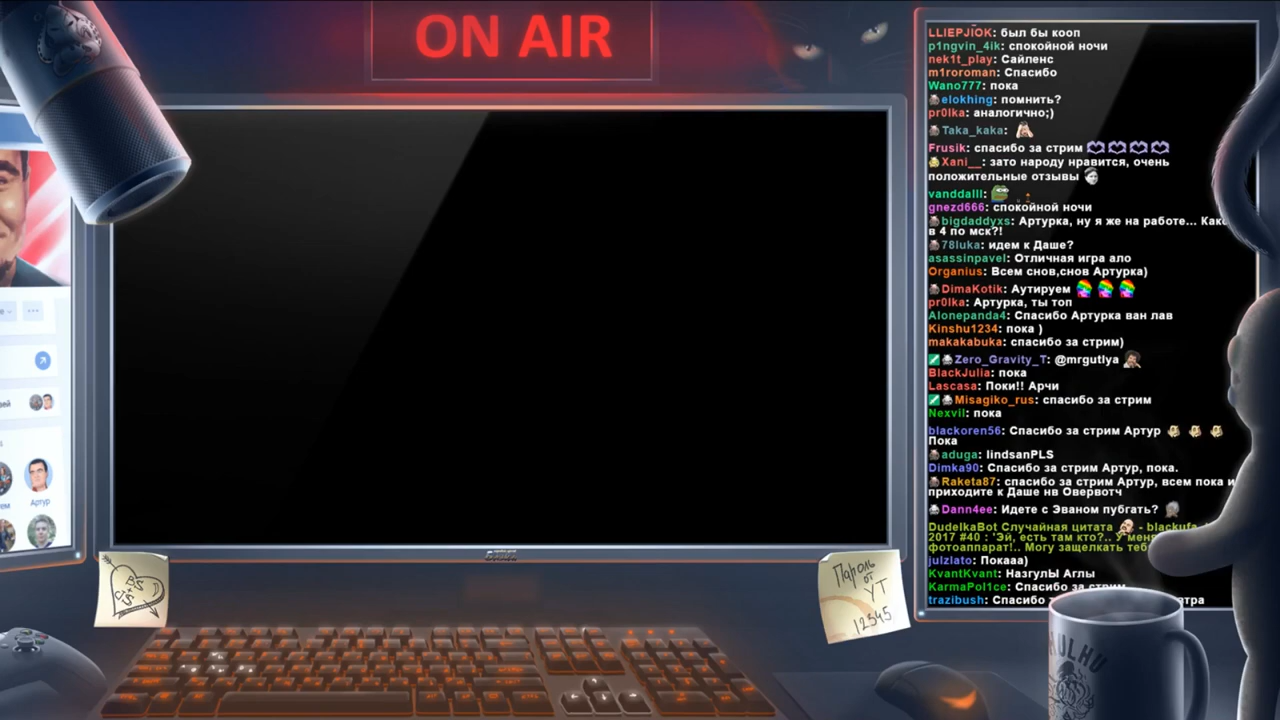 ON AIR
LLIEPJIOK: был бы кооп
p1ngvin_4ik: спокойной ночи
nek1t_play: Сайленс
m1roroman: Спасибо
Wano777: пока
elokhing: помнить?
pr0lka: аналогично;)
Taka_kaka:
Frusik: спасибо за стрим
Xani__: зато народу нравится, очень
положительные отзывы
vanddalll:
gnezd666: спокойной ночи
bigdaddyxs: Артурка, ну я же на работе...
в 4 по мск?!
78luka: идем к Даше?
asassinpavel: Отличная игра ало
Organius: Всем снов,снов Артурка)
DimaKotik: Аутируем
pr0lka: Артурка, ты топ
Alonepanda4: Спасибо Артурка ван лав
Kinshu1234: пока )
makakabuka: спасибо за стрим)
Zero_Gravity_T: @mrgutlya
BlackJulia: пока
Lascasa: Поки!! Арчи
Misagiko_rus: спасибо за стрим
Nexvil: пока
blackoren56: Спасибо за стрим Артур
Пока
aduga: lindsanPLS
Dimka90: Спасибо за стрим Артур, пока.
Raketa87: спасибо за стрим Артур, всем пока и
приходите к Даше нв Овервотч
Dann4ee: Идете с Эваном пубгать?
DudelkaBot Случайная цитата - blackufa_
2017 #40 : 'Эй, есть там кто?.. У меня
фотоаппарат!.. Могу защелкать теб
juizlato: Покааа)
KvantKvant: НазгулЫ Аглы
KarmaPol1ce: Спасибо за стрим
trazibush: Спасибо
Артур
BS
Пароль
от
YT
12345